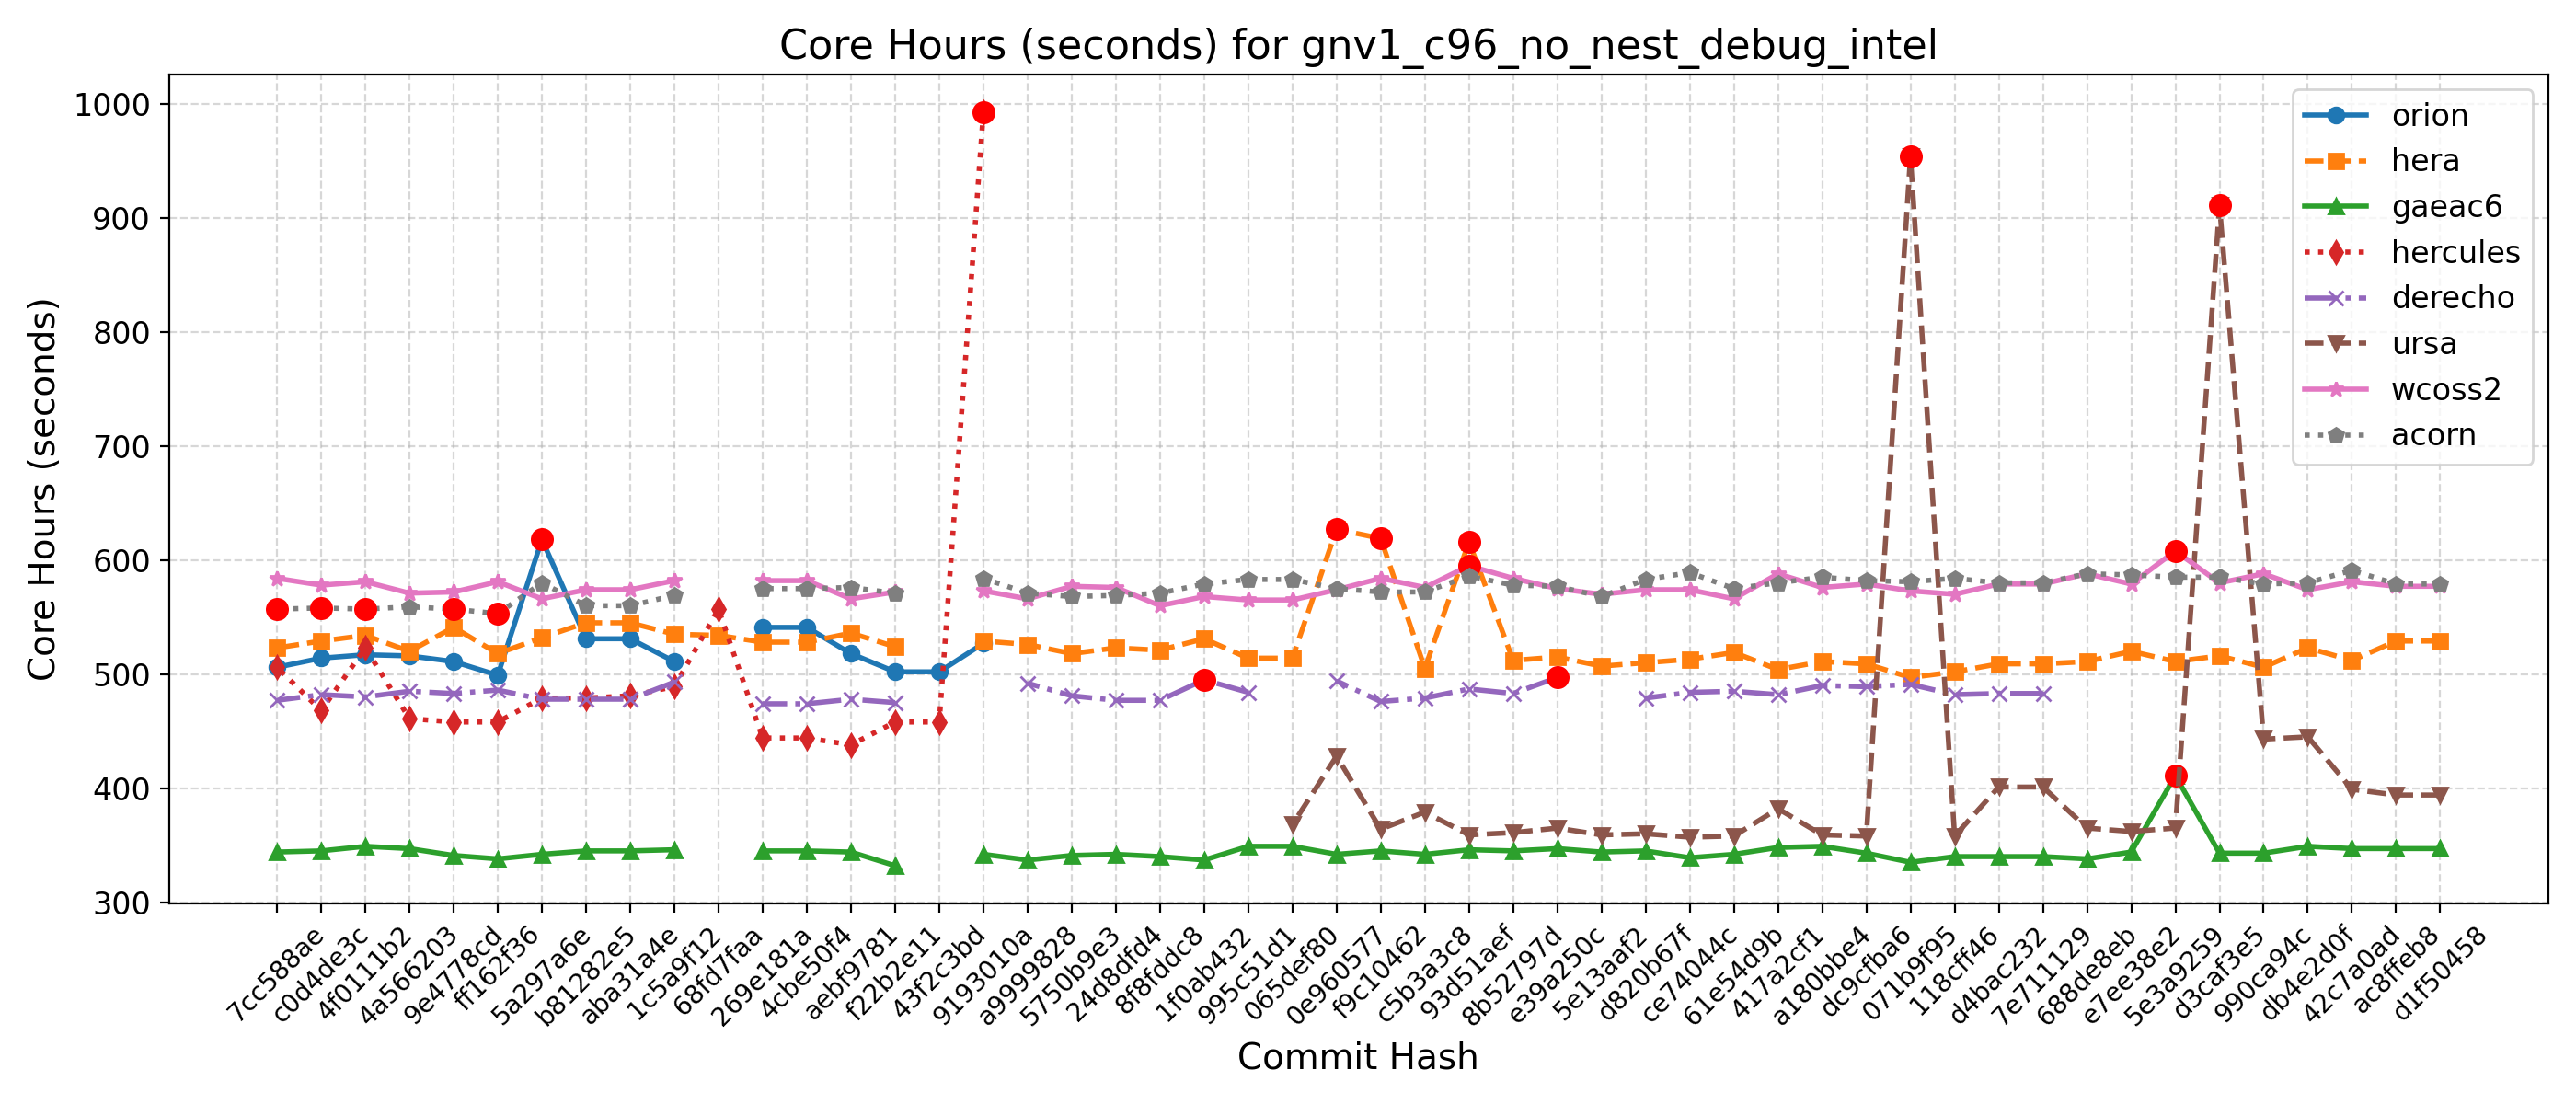 Core Hours (seconds) for gnv1_c96_no_nest_debug_intel
Core Hours (seconds)
1000
900
800
700
600
500
400
300
orion
hera
gaeac6
hercules
derecho
ursa
wcoss2
acorn
7cc588ae
c0d4de3c
4f0111b2
4a566203
9e4778cd
ff162f36
5a297a6e
b81282e5
aba31a4e
1c5a9f12
68fd7faa
269e181a
4cbe50f4
aebf9781
f22b2e11
43f2c3bd
9193010a
a9999828
5750b9e3
24d8dfd4
8f8fddc8
1f0ab432
995c51d1
065def80
0e960577
f9c10462
c5b3a3c8
93d51aef
8b52797d
e39a250c
5e13aaf2
d820b67f
ce74044c
61e54d9b
417a2cf1
a180bbe4
dc9cfba6
071b9f95
118cff46
d4bac232
7e711129
688de8eb
e7ee38e2
5e3a9259
d3caf3e5
990ca94c
db4e2d0f
42c7a0ad
ac8ffeb8
d1f50458
Commit Hash